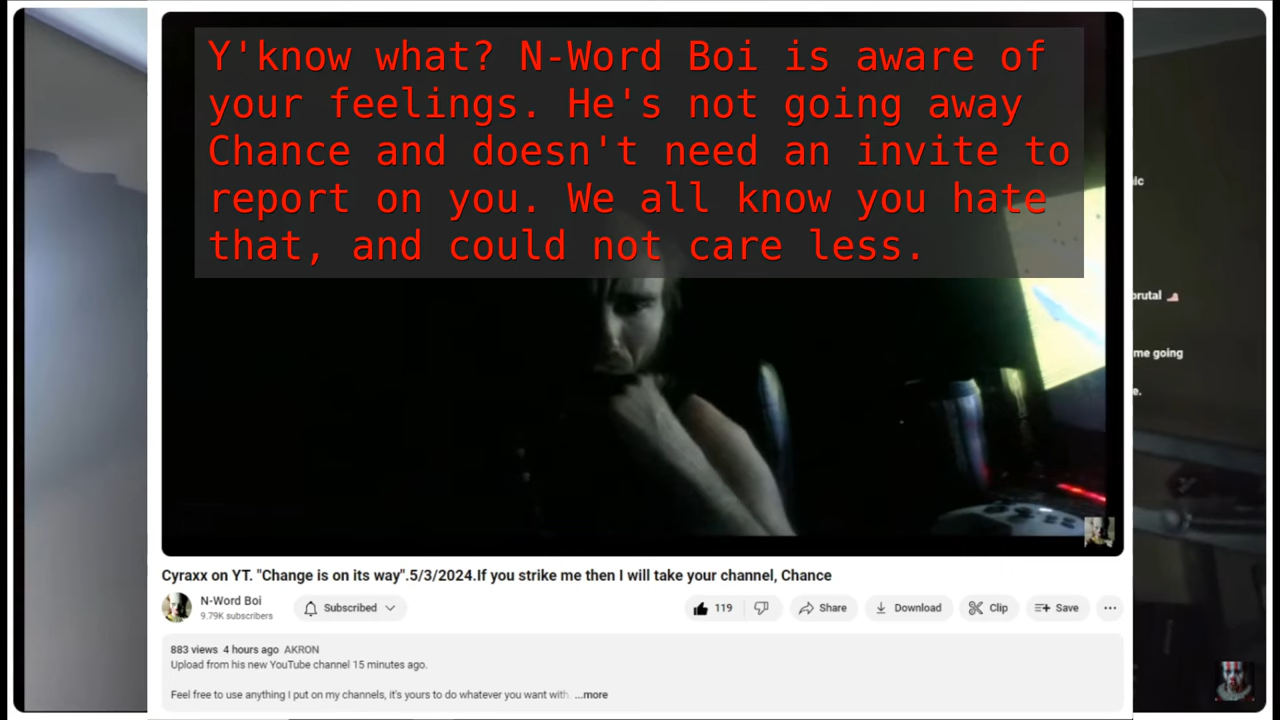 Y'know what? N-Word Boi is aware of
your feelings. He's not going away
Chance and doesn't need an invite to
report on you. We all know you hate
that, and could not care less.
brutal
me going
Cyraxx on YT. "Change is on its way".5/3/2024.If you strike me then I will take your channel, Chance
N-Word Boi
9.79K subscribers
Subscribed
119
Share
Download
Clip
Save
883 views 4 hours ago AKRON
Upload from his new YouTube channel 15 minutes ago.
Feel free to use anything I put on my channels, it's yours to do whatever you want with. ...more